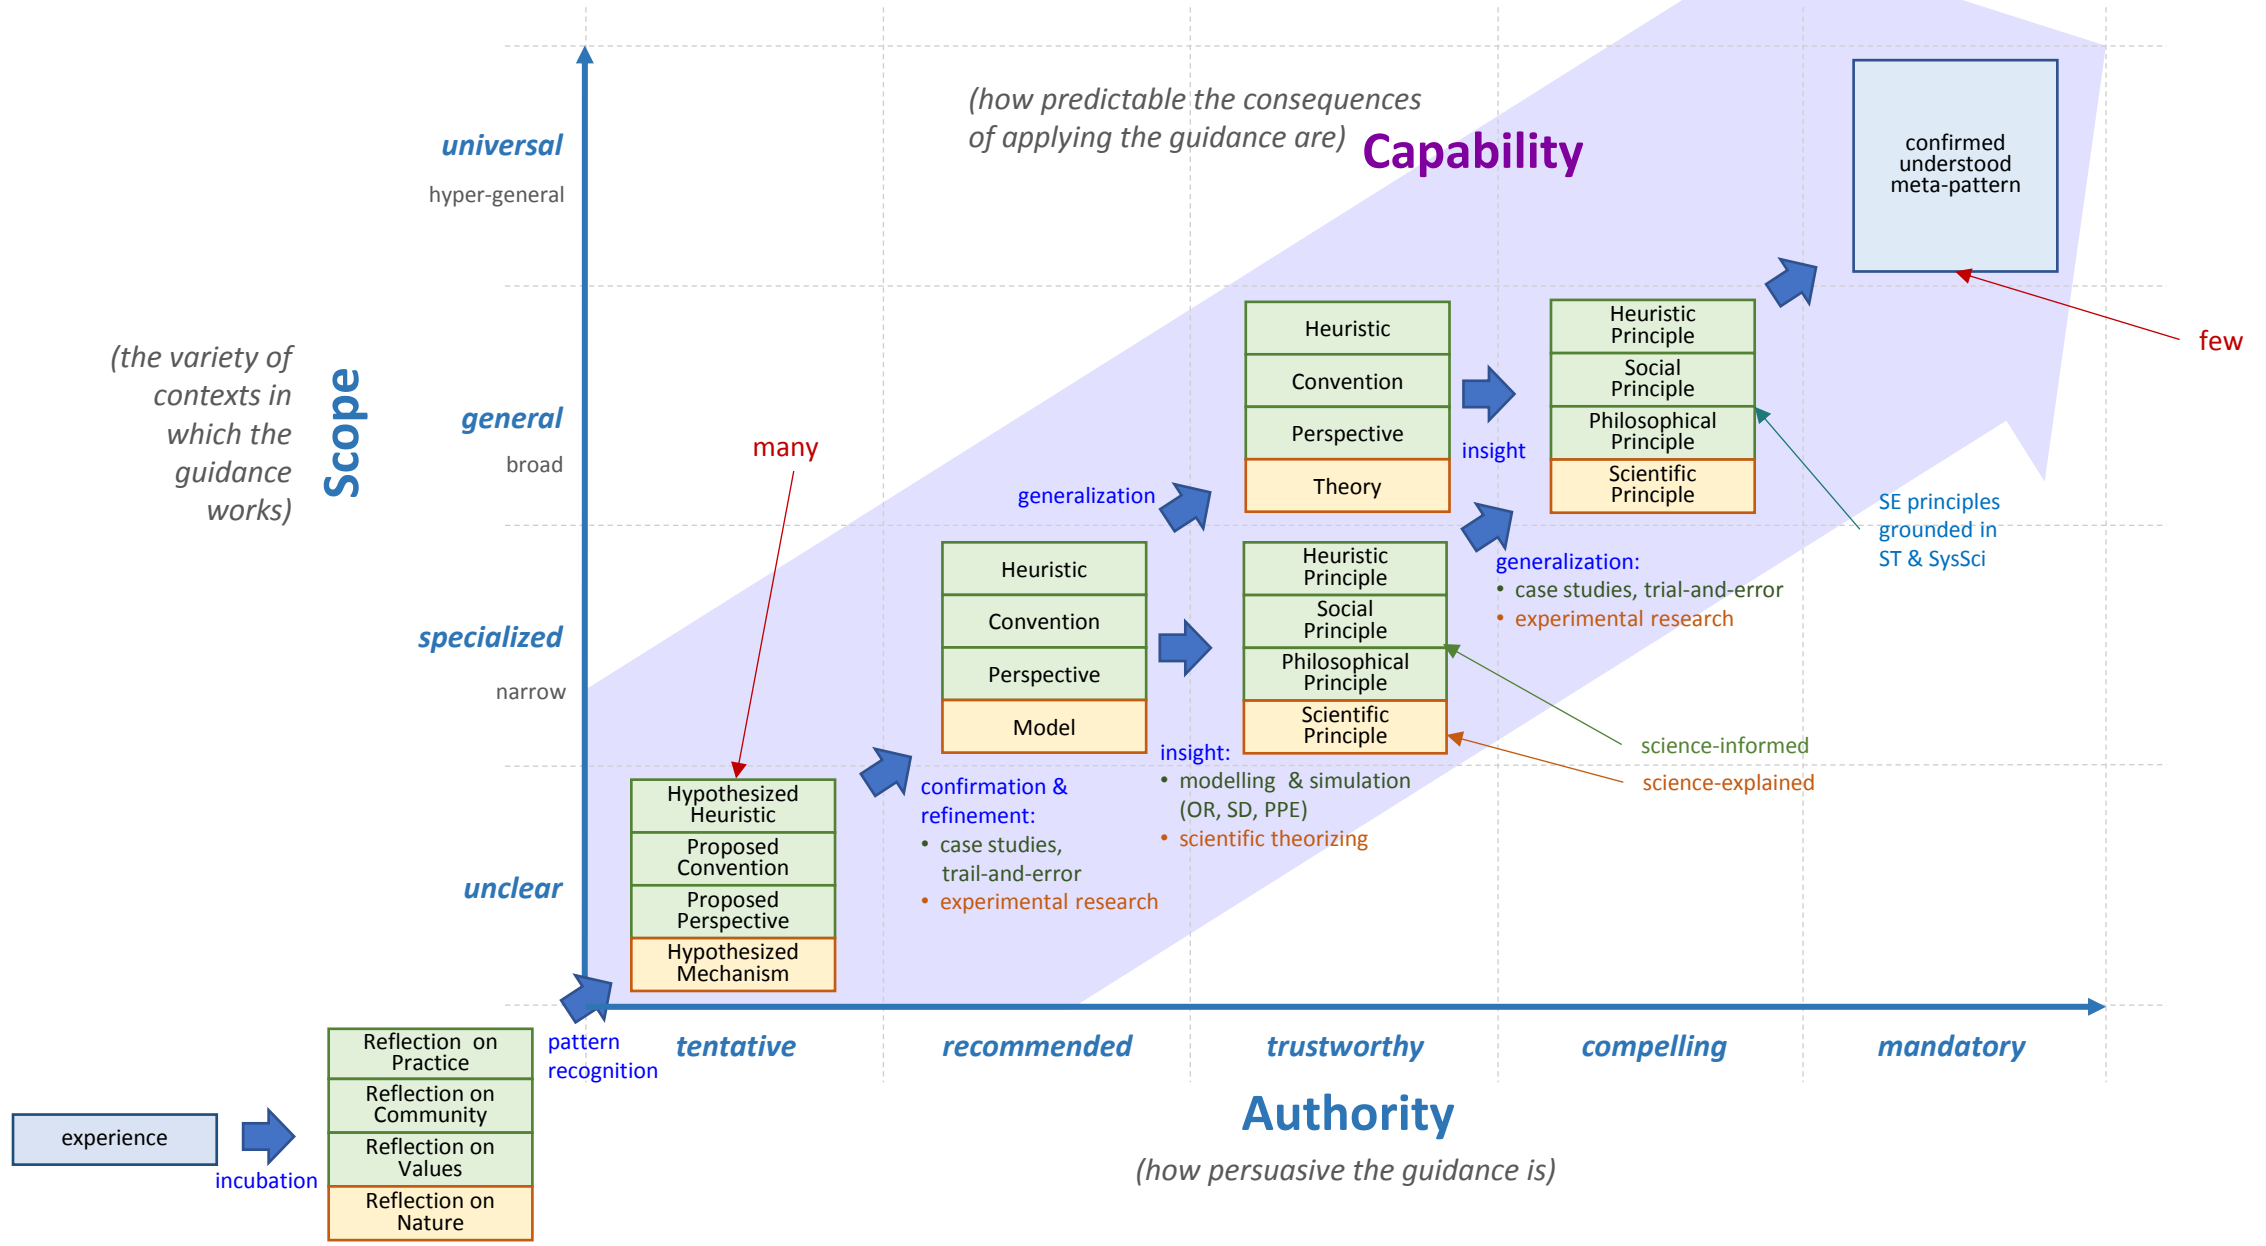 (how predictable the consequences
of applying the guidance are)
Capability
universal
hyper-general
confirmed
understood
meta-pattern
few
(the variety of
contexts in
which the
guidance
works)
Scope
general
broad
many
Heuristic
Convention
Perspective
Theory
generalization
insight
Heuristic
Principle
Social
Principle
Philosophical
Principle
Scientific
Principle
SE principles
grounded in
ST & SysSci
specialized
narrow
Heuristic
Convention
Perspective
Model
Heuristic
Principle
Social
Principle
Philosophical
Principle
Scientific
Principle
generalization:
• case studies, trial-and-error
• experimental research
science-informed
science-explained
insight:
• modelling & simulation
(OR, SD, PPE)
• scientific theorizing
confirmation &
refinement:
• case studies,
trail-and-error
• experimental research
unclear
Hypothesized
Heuristic
Proposed
Convention
Proposed
Perspective
Hypothesized
Mechanism
pattern
recognition
tentative
recommended
trustworthy
compelling
mandatory
Authority
(how persuasive the guidance is)
experience
incubation
Reflection on
Practice
Reflection on
Community
Reflection on
Values
Reflection on
Nature